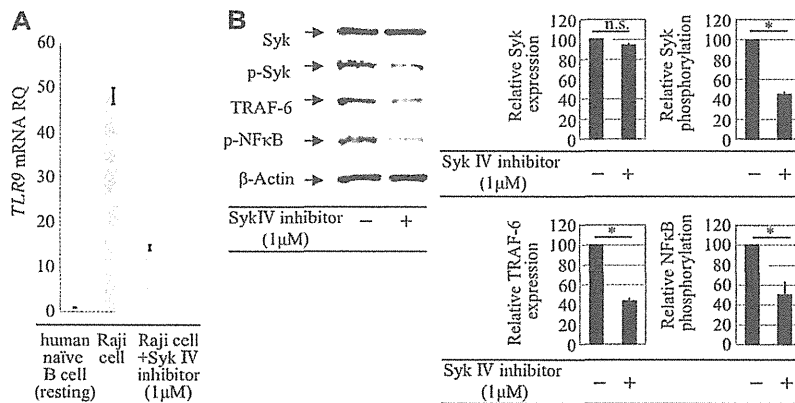 A
TLR9 mRNA RQ
60
50
40
30
20
10
0
human
naïve
B cell
(resting)
Raji
cell
Raji cell
+Syk IV
inhibitor
(1μM)
B
Syk
p-Syk
TRAF-6
p-NFκB
β-Actin
SykIV inhibitor
(1μM)
− +
Relative Syk
expression
120
100
80
60
40
20
0
n.s.
Relative Syk
phosphorylation
120
100
80
60
40
20
0
*
Syk IV inhibitor
(1μM)
− + − +
Relative TRAF-6
expression
120
100
80
60
40
20
0
*
Relative NFκB
phosphorylation
120
100
80
60
40
20
0
*
Syk IV inhibitor
(1μM)
− + − +